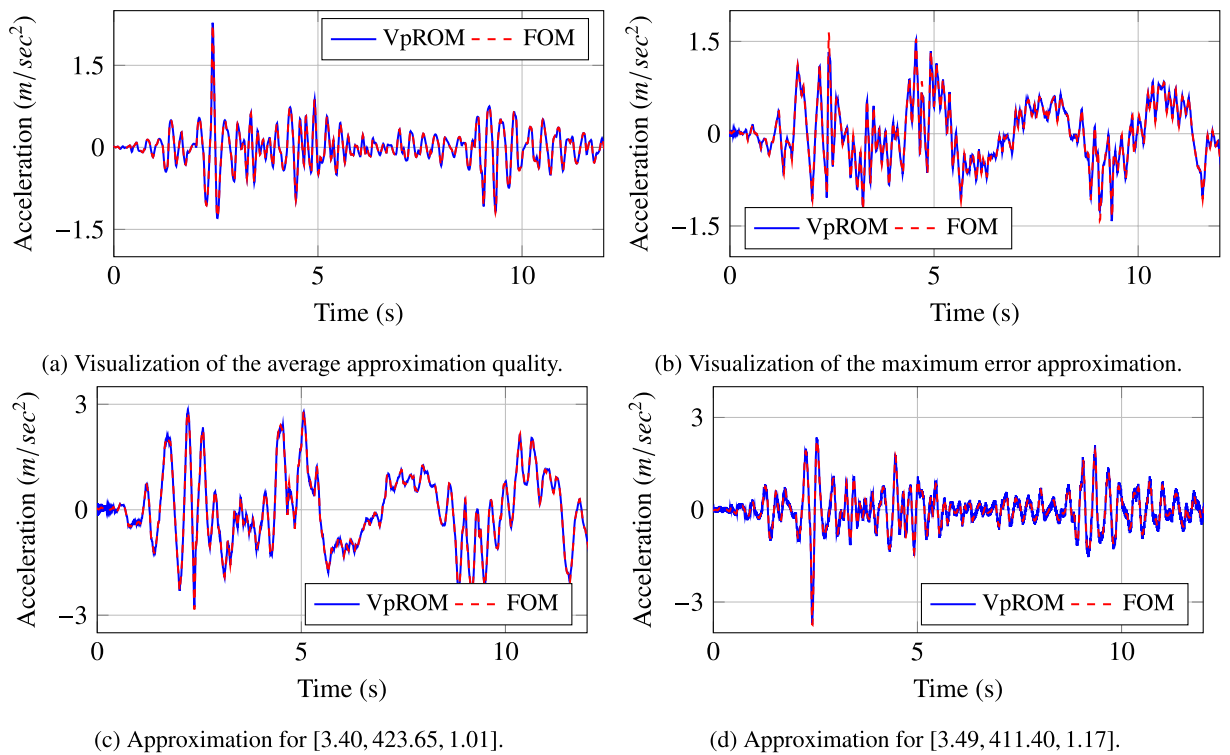 VpROM FOM
1.5
0
−1.5
Acceleration (m/sec²)
0 5 10
Time (s)
(a) Visualization of the average approximation quality.
1.5
0
−1.5
Acceleration (m/sec²)
VpROM FOM
0 5 10
Time (s)
(b) Visualization of the maximum error approximation.
3
0
−3
Acceleration (m/sec²)
VpROM FOM
0 5 10
Time (s)
(c) Approximation for [3.40, 423.65, 1.01].
3
0
−3
Acceleration (m/sec²)
VpROM FOM
0 5 10
Time (s)
(d) Approximation for [3.49, 411.40, 1.17].